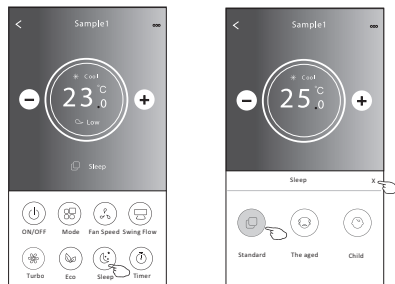 Sample1
Cool
23.0 °C
Low
Sleep
ON/OFF Mode Fan Speed Swing Flow
Turbo Eco Sleep Timer
Sample1
Cool
25.0 °C
Sleep X
Standard The aged Child